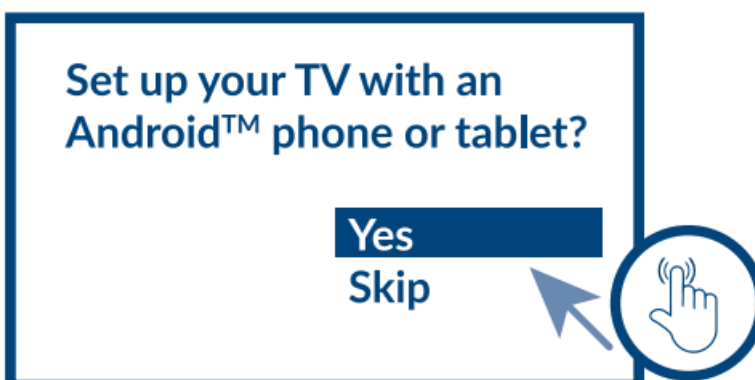 Set up your TV with an
Android™ phone or tablet?
Yes
Skip